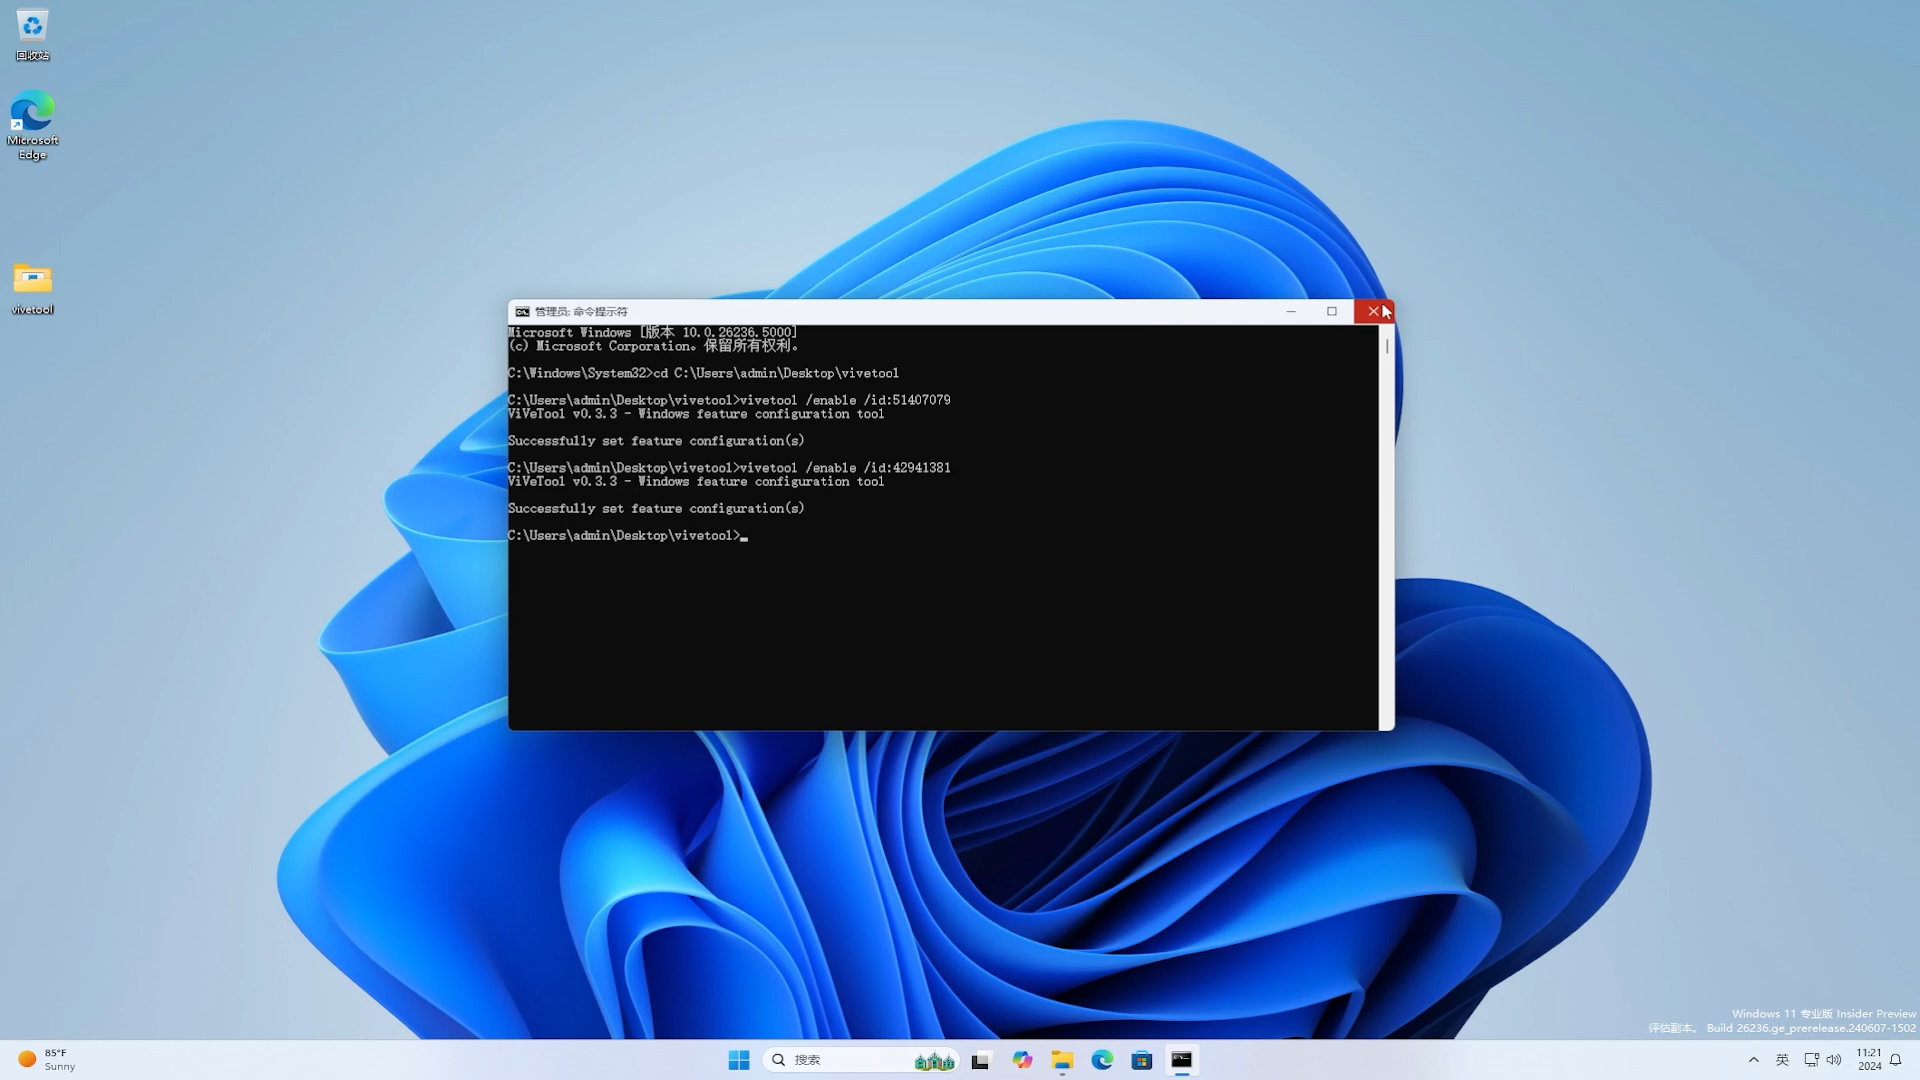 回收站
Microsoft
Edge
vivetool
管理员: 命令提示符
Microsoft Windows [版本 10.0.26236.5000]
(c) Microsoft Corporation。保留所有权利。
C:\Windows\System32>cd C:\Users\admin\Desktop\vivetool
C:\Users\admin\Desktop\vivetool>vivetool /enable /id:51407079
ViVeTool v0.3.3 - Windows feature configuration tool
Successfully set feature configuration(s)
C:\Users\admin\Desktop\vivetool>vivetool /enable /id:42941381
ViVeTool v0.3.3 - Windows feature configuration tool
Successfully set feature configuration(s)
C:\Users\admin\Desktop\vivetool>
Windows 11 专业版 Insider Preview
评估副本。 Build 26236.ge_prerelease.240607-1502
85°F
Sunny
搜索
英
11:21
2024